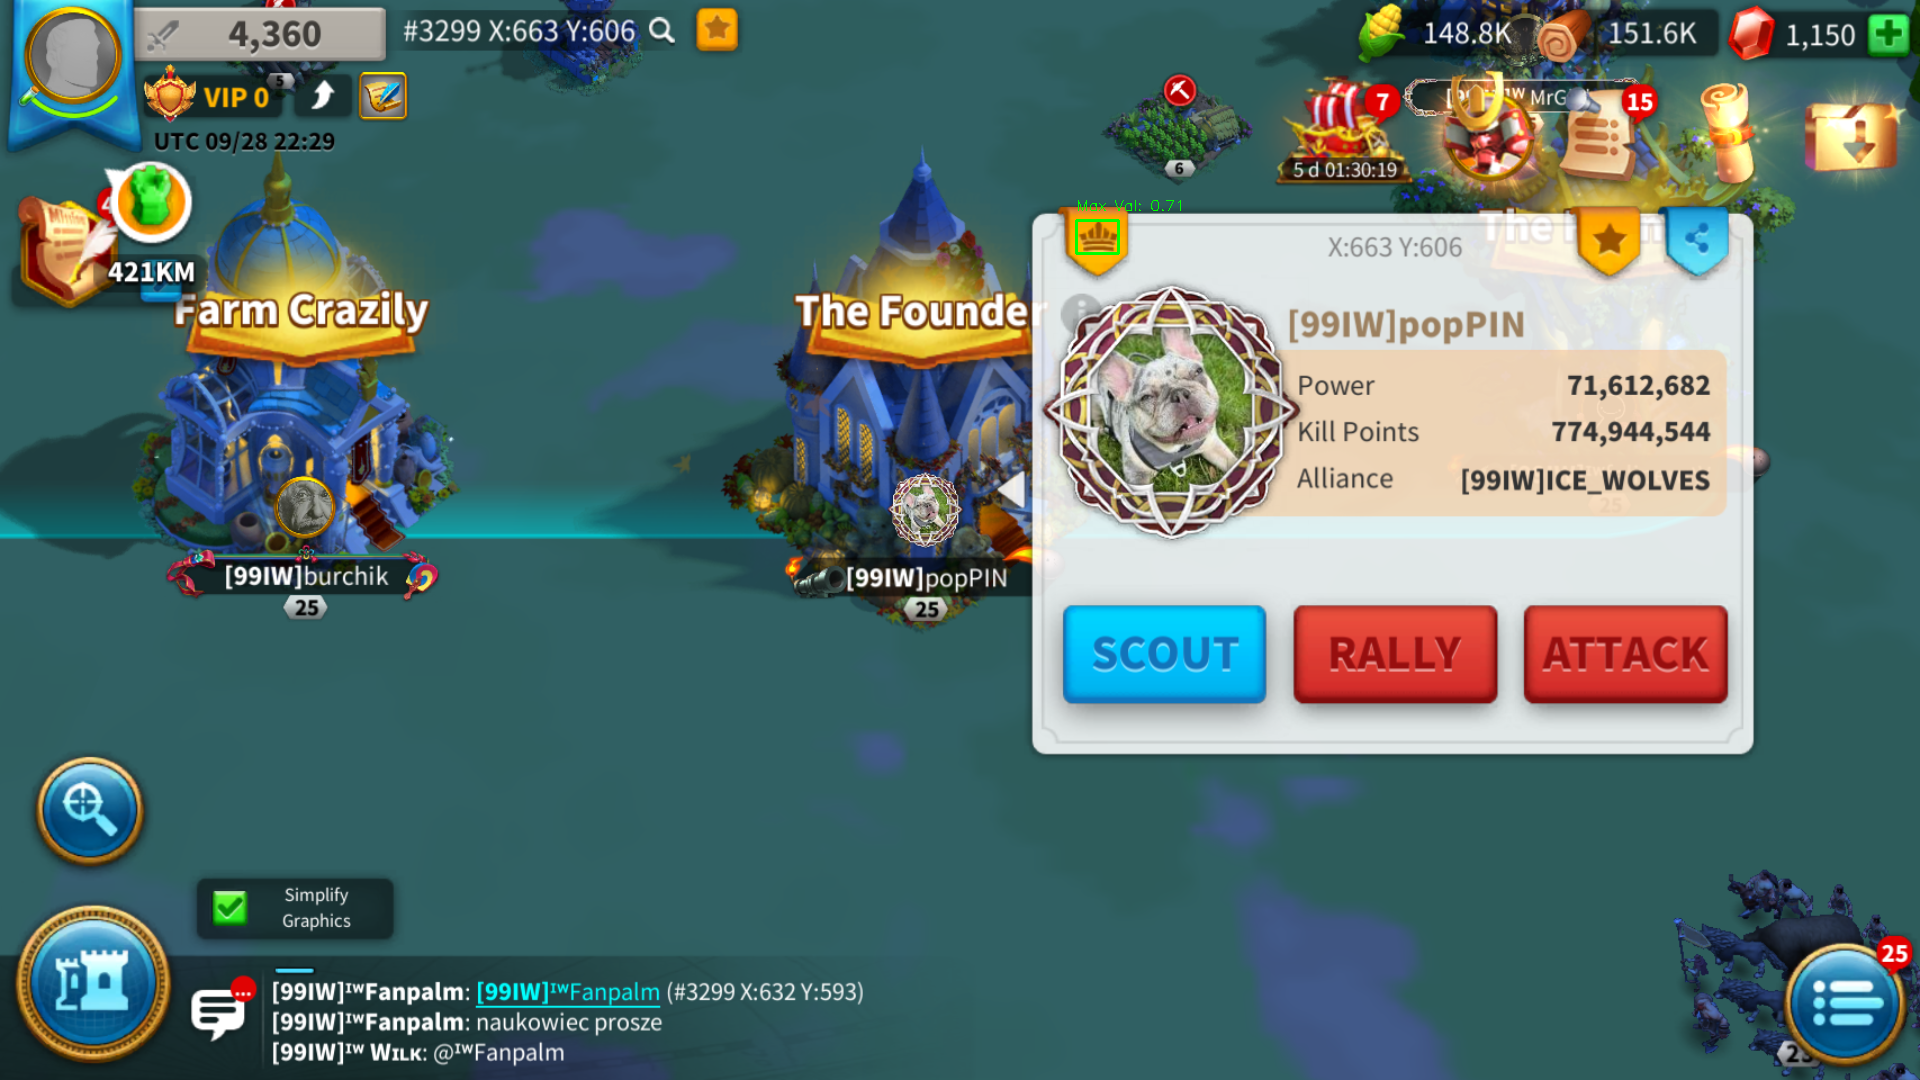 4,360
#3299 X:663 Y:606
148.8K
151.6K
1,150
5
VIP 0
UTC 09/28 22:29
7
5 d 01:30:19
15
6
Mission
421KM
Max Val: 0.71
X:663 Y:606
Farm Crazily
The Founder
[99IW]popPIN
Power 71,612,682
Kill Points 774,944,544
Alliance [99IW]ICE_WOLVES
[99IW]burchik
25
[99IW]popPIN
25
SCOUT
RALLY
ATTACK
Simplify
Graphics
[99IW]ᴵᵂFanpalm: [99IW]ᴵᵂFanpalm (#3299 X:632 Y:593)
[99IW]ᴵᵂFanpalm: naukowiec prosze
[99IW]ᴵᵂ Wɪʟᴋ: @ᴵᵂFanpalm
25